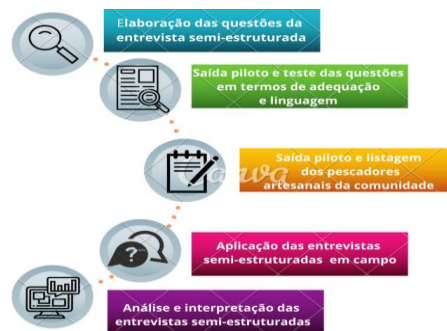 Elaboração das questões da
entrevista semi-estruturada
Saída piloto e teste das questões
em termos de adequação
e linguagem
Saída piloto e listagem
dos pescadores
artesanais da comunidade
Canva
Aplicação das entrevistas
semi-estruturadas em campo
?
Análise e interpretação das
entrevistas semi-estruturadas